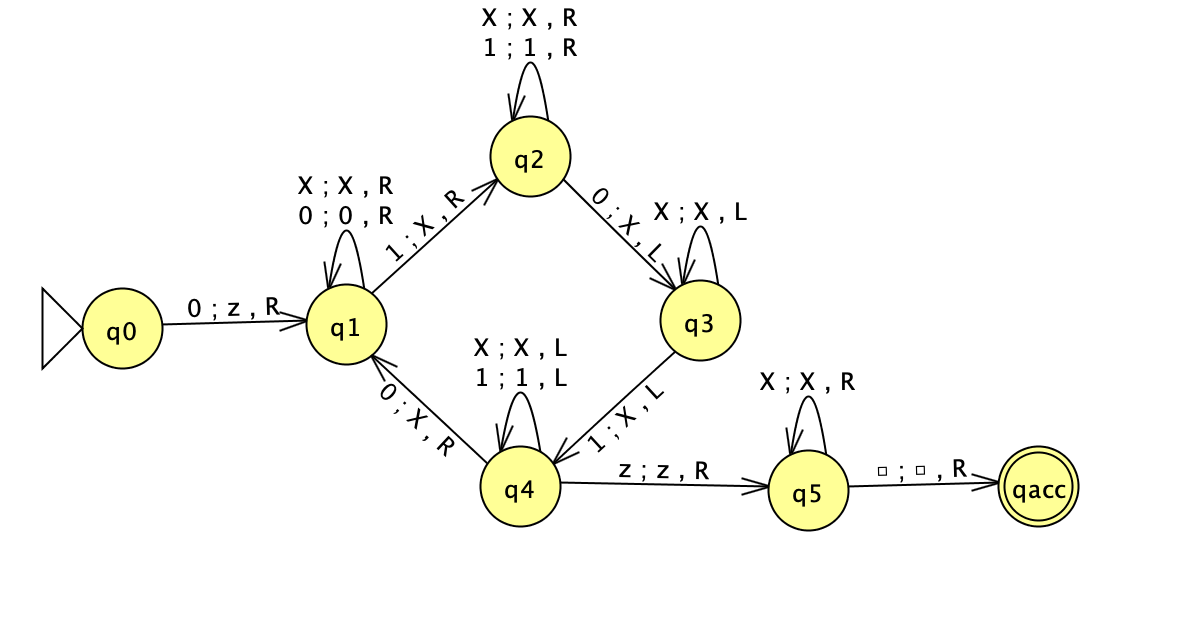 X ; X , R
1 ; 1 , R
q2
X ; X , R
0 ; 0 , R
1 ; X , R
0 ; X , L
X ; X , L
q0
0 ; z , R
q1
q3
X ; X , L
1 ; 1 , L
0 ; X , R
1 ; X , L
X ; X , R
q4
z ; z , R
q5
□ ; □ , R
qacc